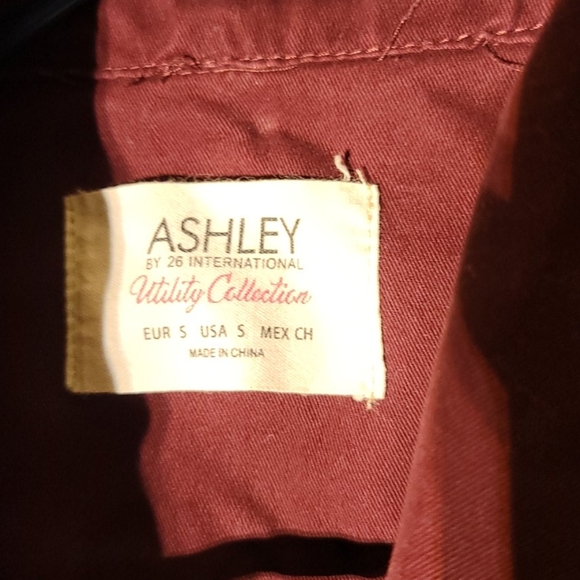 ASHLEY
BY 26 INTERNATIONAL
Utility Collection
EUR S USA S MEX CH
MADE IN CHINA